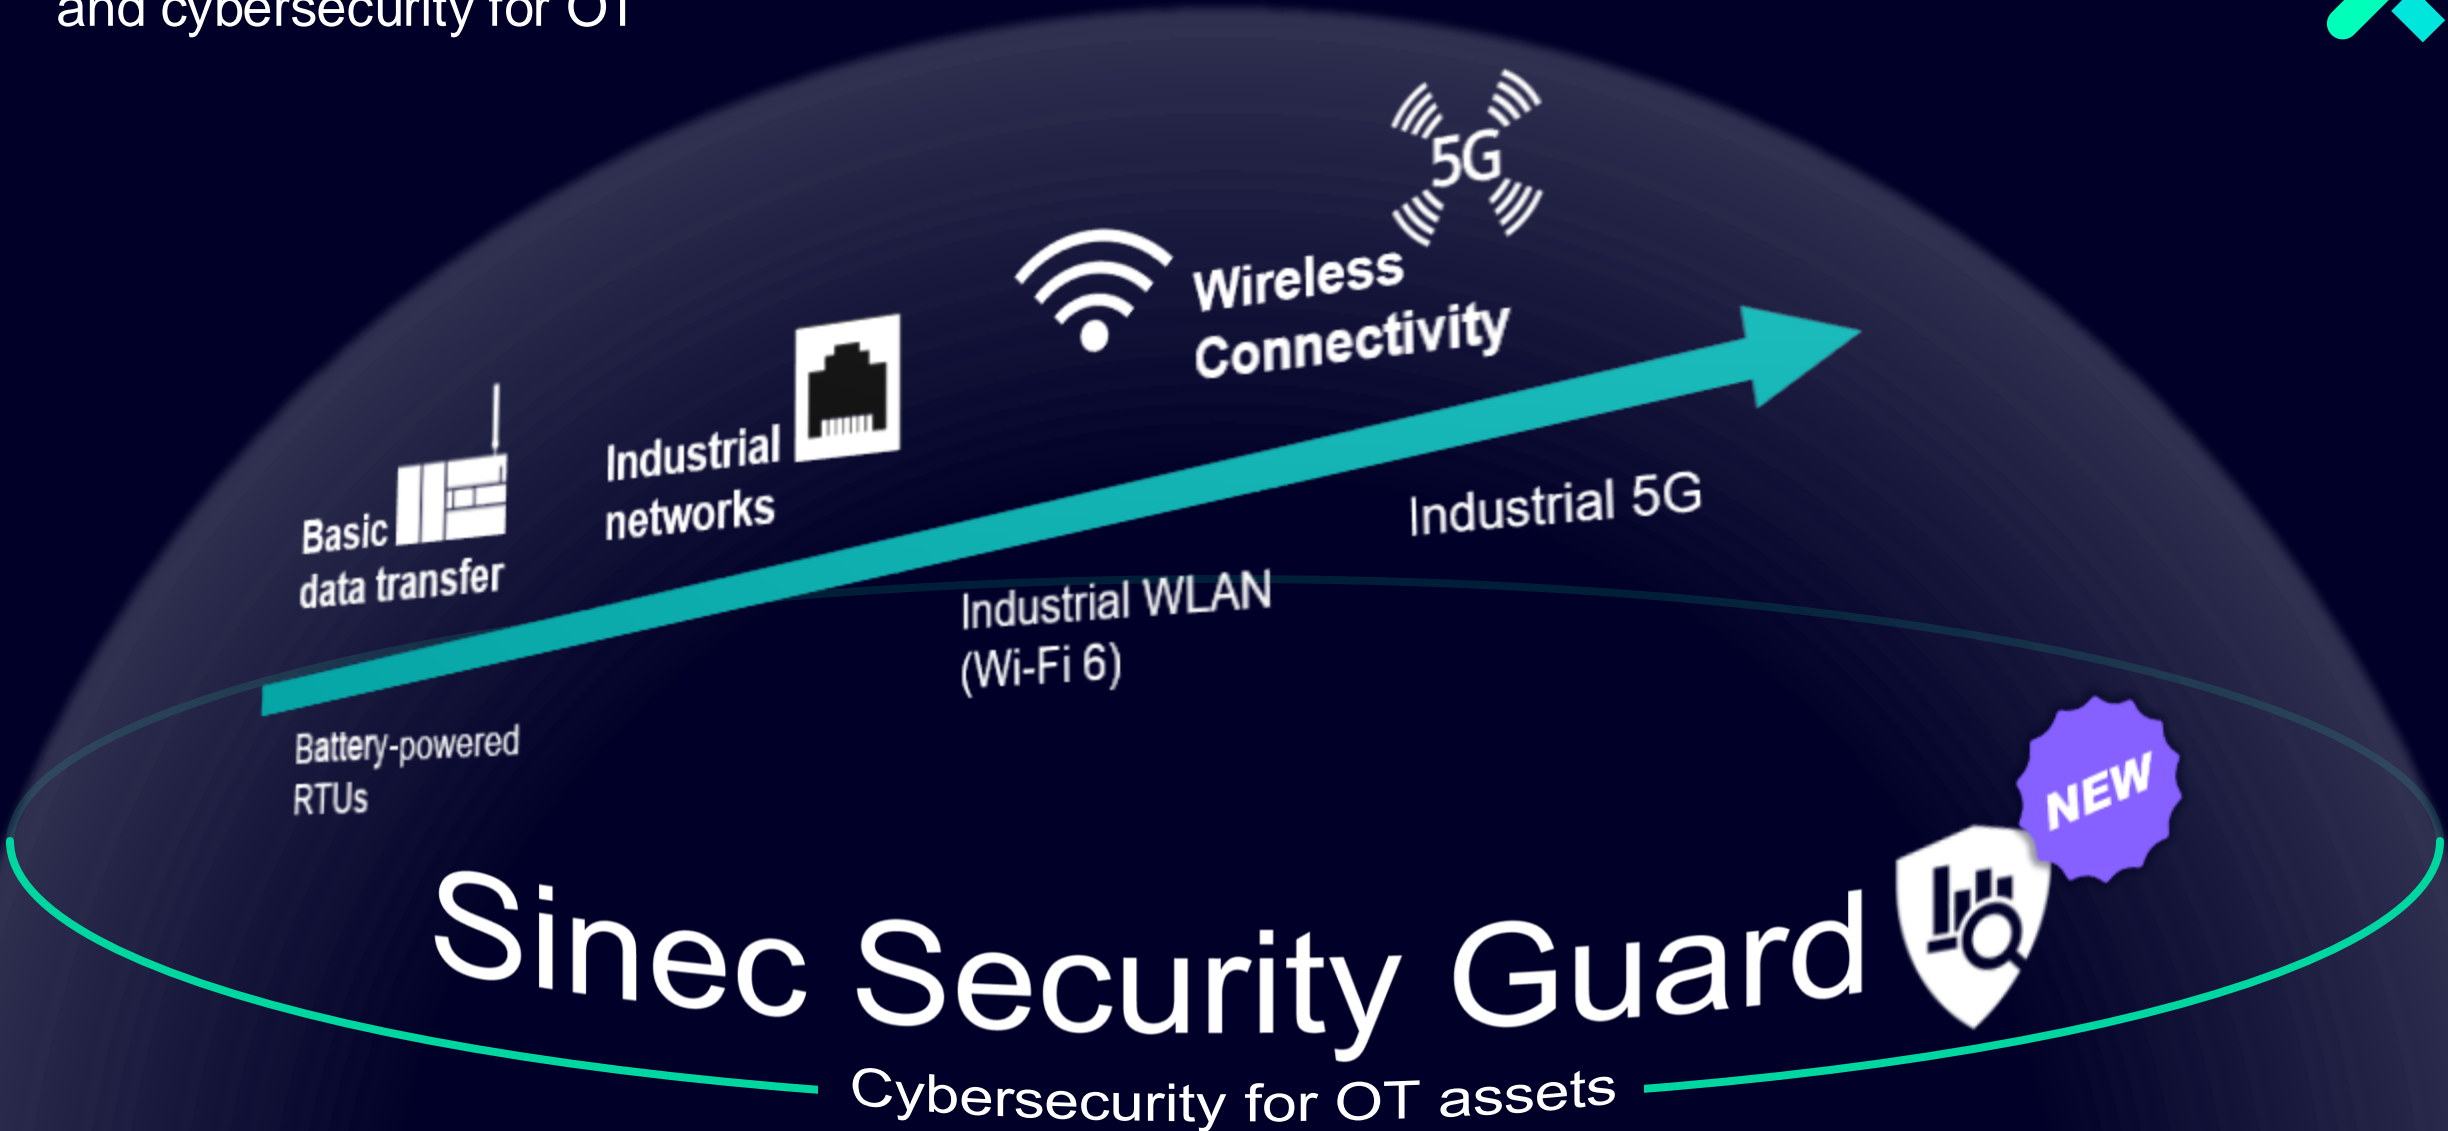 and cybersecurity for OT
5G
Wireless
Connectivity
Industrial
networks
Basic
data transfer
Industrial 5G
Industrial WLAN
(Wi-Fi 6)
Battery-powered
RTUs
NEW
Sinec Security Guard
Cybersecurity for OT assets